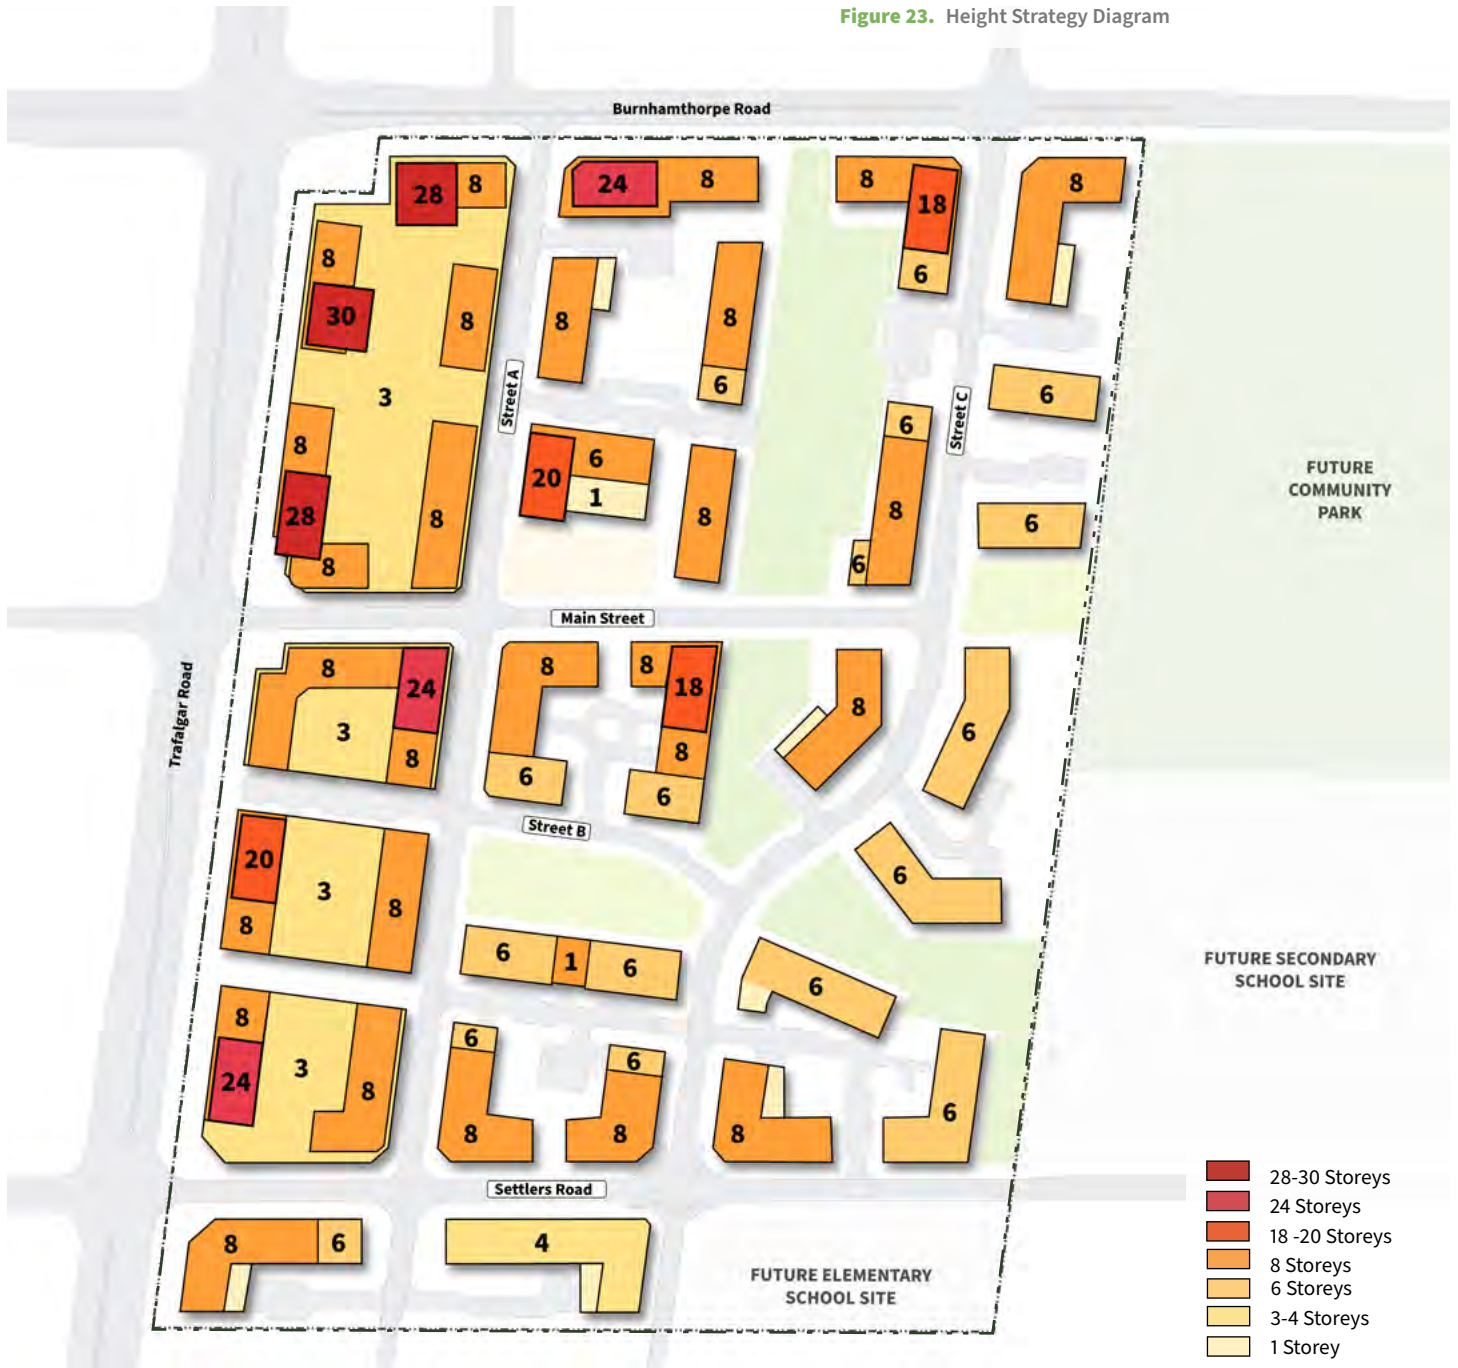 Figure 23. Height Strategy Diagram
Burnhamthorpe Road
28
8
24
8
8
18
8
6
8
30
8
8
8
6
3
Street A
Street C
6
6
8
20
6
1
8
28
8
8
8
6
6
FUTURE
COMMUNITY
PARK
Main Street
Trafalgar Road
8
24
3
8
8
6
8
18
8
6
8
6
Street B
20
3
8
8
6
6
1
6
6
FUTURE SECONDARY
SCHOOL SITE
8
24
3
8
6
8
6
8
8
6
Settlers Road
8
6
4
FUTURE ELEMENTARY
SCHOOL SITE
28-30 Storeys
24 Storeys
18 -20 Storeys
8 Storeys
6 Storeys
3-4 Storeys
1 Storey